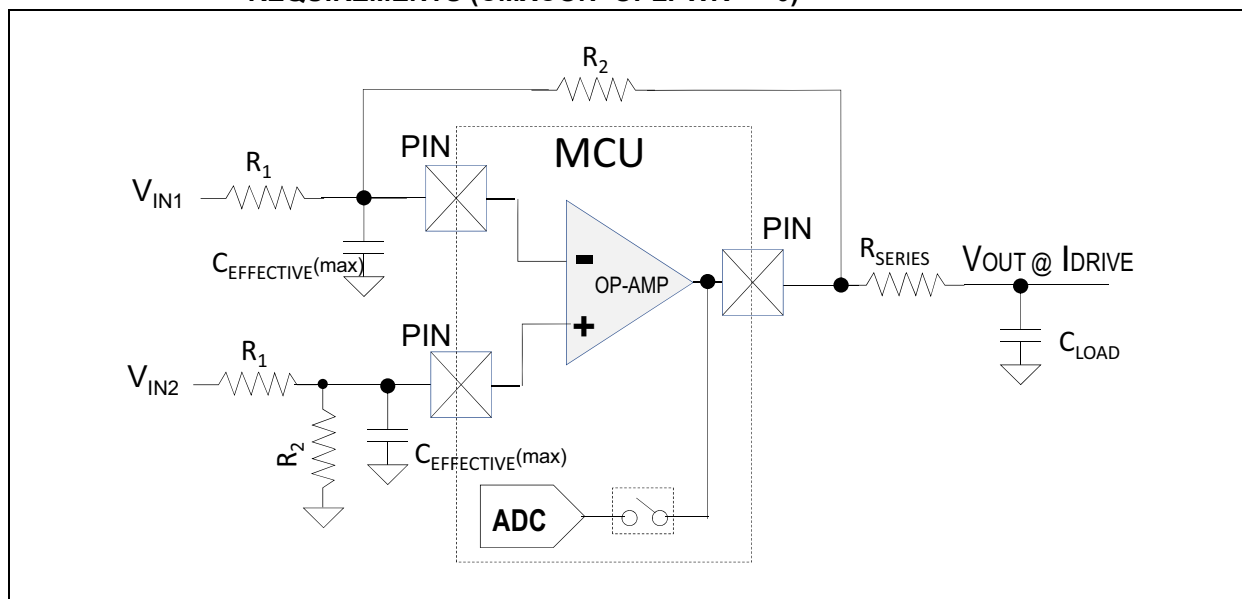 R2
PIN
MCU
R1
VIN1
CEFFECTIVE(max)
-
OP-AMP
+
PIN
RSERIES
VOUT @ IDRIVE
CLOAD
PIN
R1
VIN2
R2
CEFFECTIVE(max)
ADC